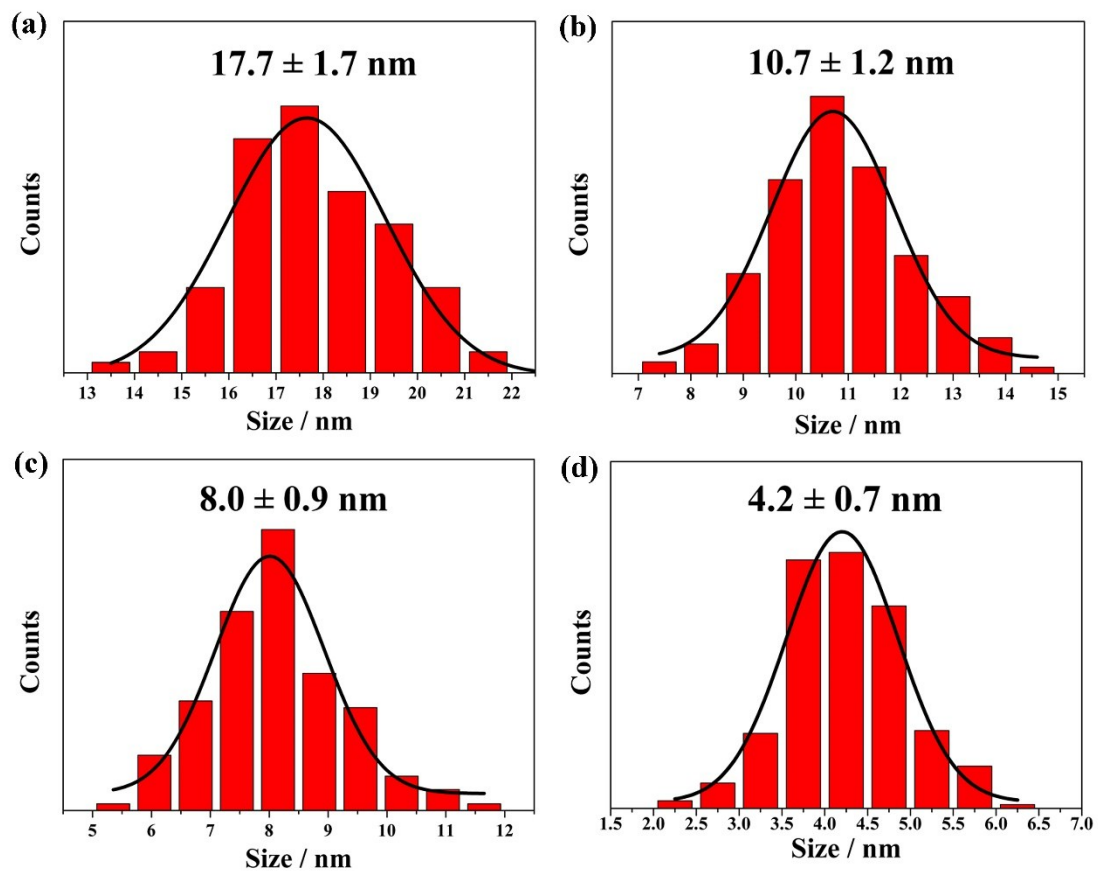 (a)
17.7 ± 1.7 nm
Counts
13 14 15 16 17 18 19 20 21 22
Size / nm
(b)
10.7 ± 1.2 nm
Counts
7 8 9 10 11 12 13 14 15
Size / nm
(c)
8.0 ± 0.9 nm
Counts
5 6 7 8 9 10 11 12
Size / nm
(d)
4.2 ± 0.7 nm
Counts
1.5 2.0 2.5 3.0 3.5 4.0 4.5 5.0 5.5 6.0 6.5 7.0
Size / nm